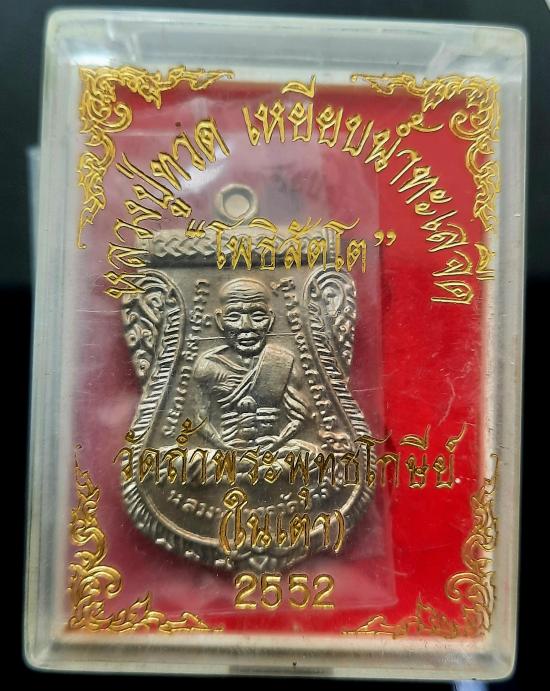 หลวงปู่ทวด เหยียบน้ำทะเลจืด
“โพธิสัตโต”
วัดถ้ำพระพุทธโกษีย์
(ในเตา)
2552